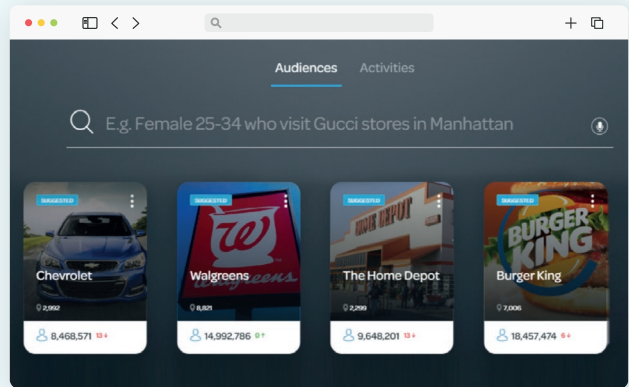 Audiences Activities
E.g. Female 25-34 who visit Gucci stores in Manhattan
SUGGESTED
Chevrolet
2,992
8,468,571 13↓
SUGGESTED
W
Walgreens
Walgreens
8,821
14,992,786 0↑
SUGGESTED
HOME DEPOT
The Home Depot
2,299
9,648,201 13↓
SUGGESTED
BURGER
KING
Burger King
7,006
18,457,474 6↓